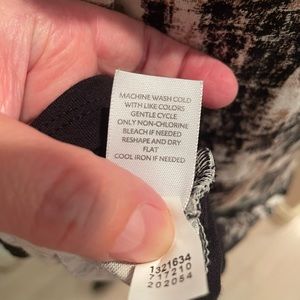 MACHINE WASH COLD
WITH LIKE COLORS
GENTLE CYCLE
ONLY NON-CHLORINE
BLEACH IF NEEDED
RESHAPE AND DRY
FLAT
COOL IRON IF NEEDED
1321634
717210
202054